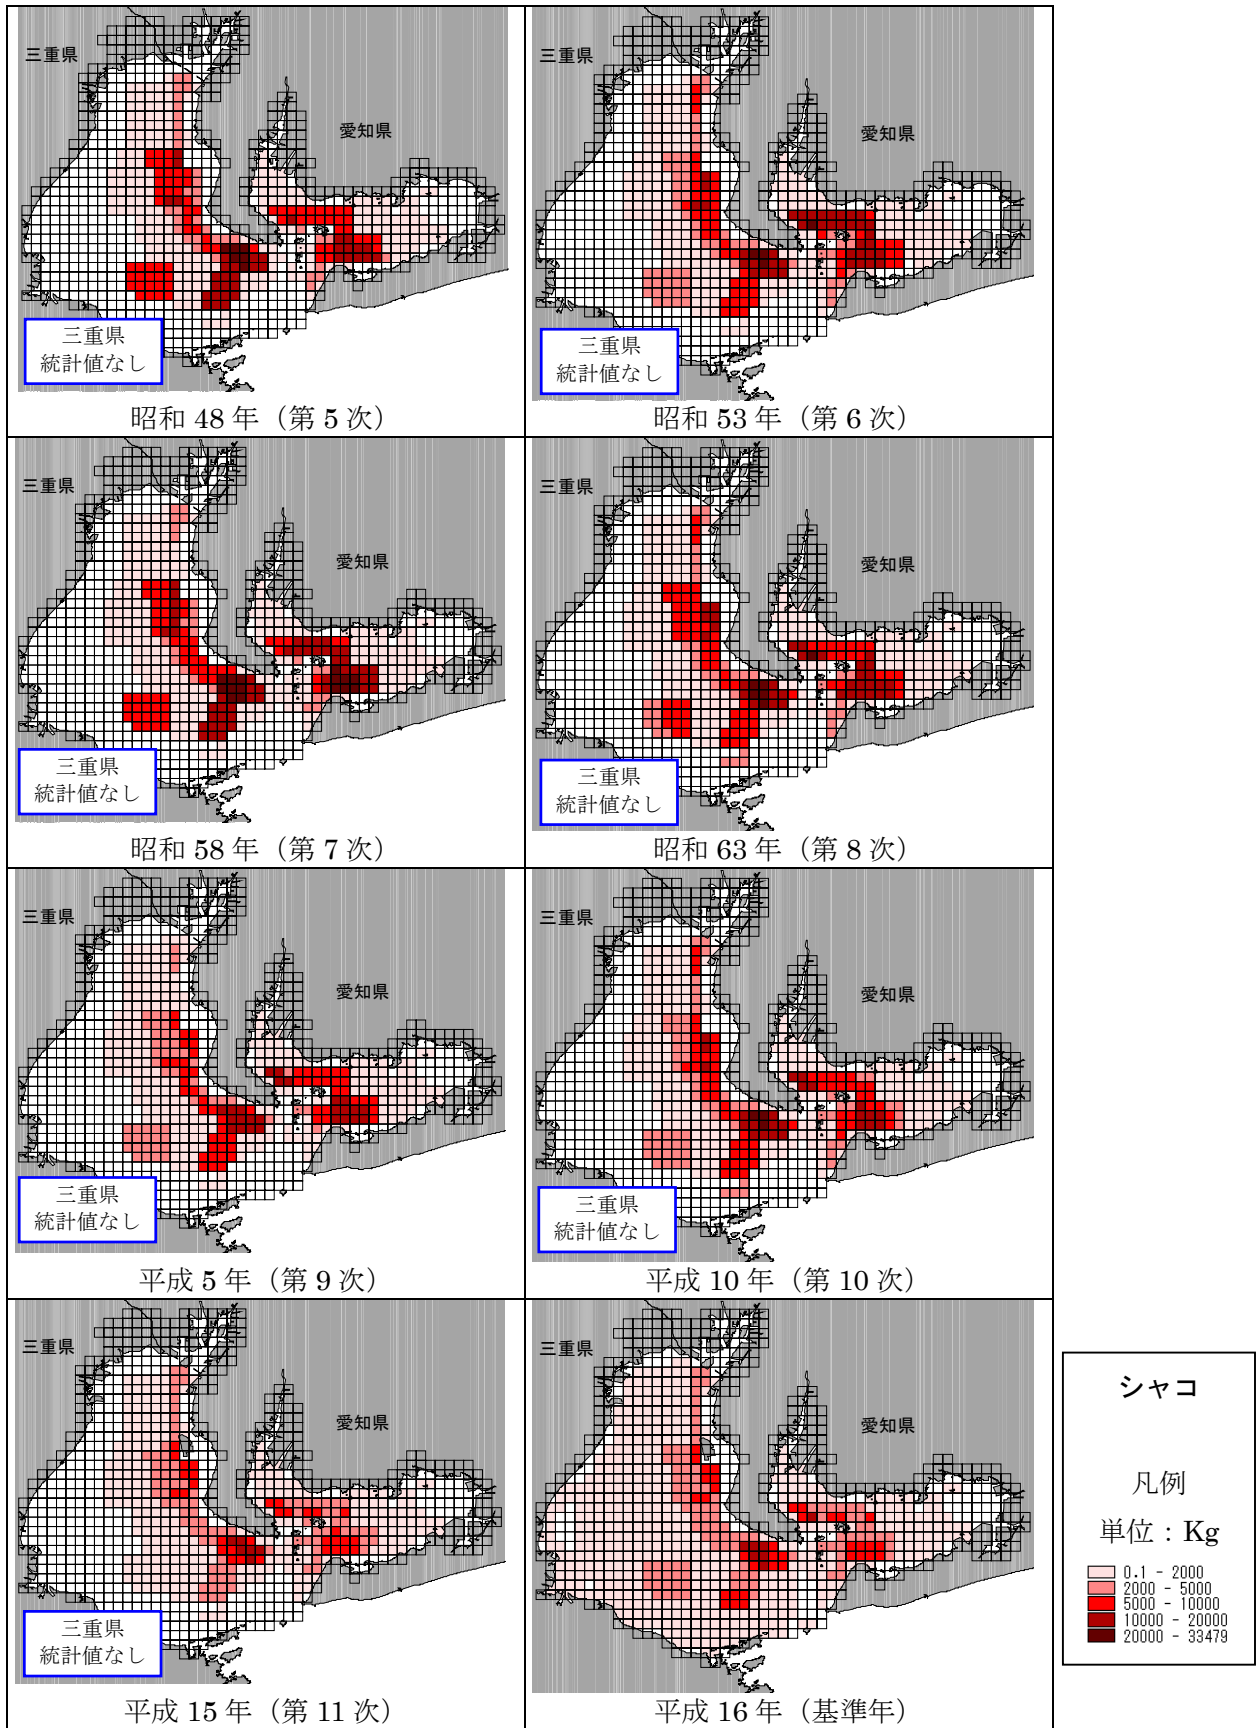 三重県
愛知県
三重県
統計値なし
昭和 48 年（第 5 次）
三重県
愛知県
三重県
統計値なし
昭和 53 年（第 6 次）
三重県
愛知県
三重県
統計値なし
昭和 58 年（第 7 次）
三重県
愛知県
三重県
統計値なし
昭和 63 年（第 8 次）
三重県
愛知県
三重県
統計値なし
平成 5 年（第 9 次）
三重県
愛知県
三重県
統計値なし
平成 10 年（第 10 次）
三重県
愛知県
三重県
統計値なし
平成 15 年（第 11 次）
三重県
愛知県
平成 16 年（基準年）
シャコ
凡例
単位：Kg
0.1 - 2000
2000 - 5000
5000 - 10000
10000 - 20000
20000 - 33479